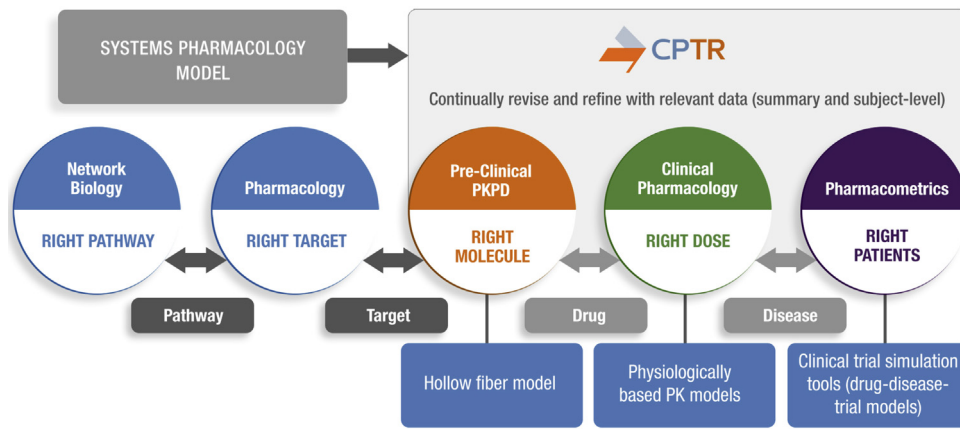 SYSTEMS PHARMACOLOGY
MODEL
CPTR
Continually revise and refine with relevant data (summary and subject-level)
Network
Biology
RIGHT PATHWAY
Pharmacology
RIGHT TARGET
Pre-Clinical
PKPD
RIGHT
MOLECULE
Clinical
Pharmacology
RIGHT DOSE
Pharmacometrics
RIGHT
PATIENTS
Pathway
Target
Drug
Disease
Hollow fiber model
Physiologically
based PK models
Clinical trial simulation
tools (drug-disease-
trial models)